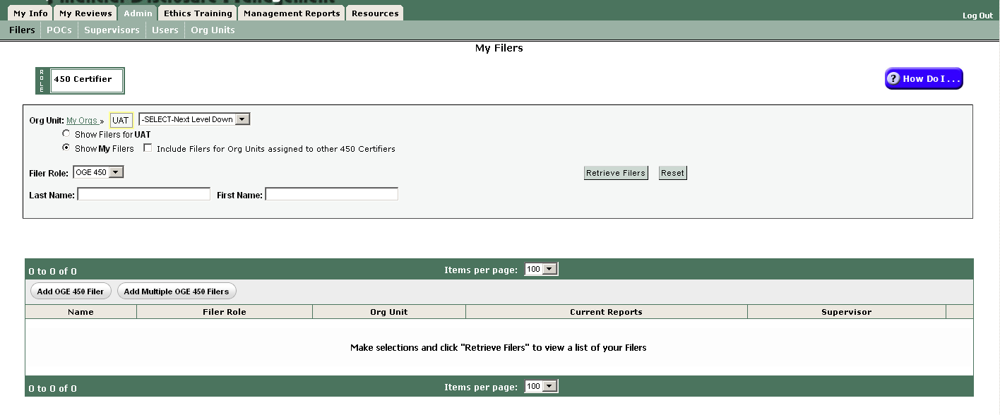 Financial Disclosure Management
My Info My Reviews Admin Ethics Training Management Reports Resources Log Out
Filers POCs Supervisors Users Org Units
My Filers
ROLE 450 Certifier ? How Do I...
Org Unit: My Orgs » UAT -SELECT-Next Level Down
Show Filers for UAT
Show My Filers Include Filers for Org Units assigned to other 450 Certifiers
Filer Role: OGE 450 Retrieve Filers Reset
Last Name: First Name:
0 to 0 of 0 Items per page: 100
Add OGE 450 Filer Add Multiple OGE 450 Filers
Name Filer Role Org Unit Current Reports Supervisor
Make selections and click "Retrieve Filers" to view a list of your Filers
0 to 0 of 0 Items per page: 100